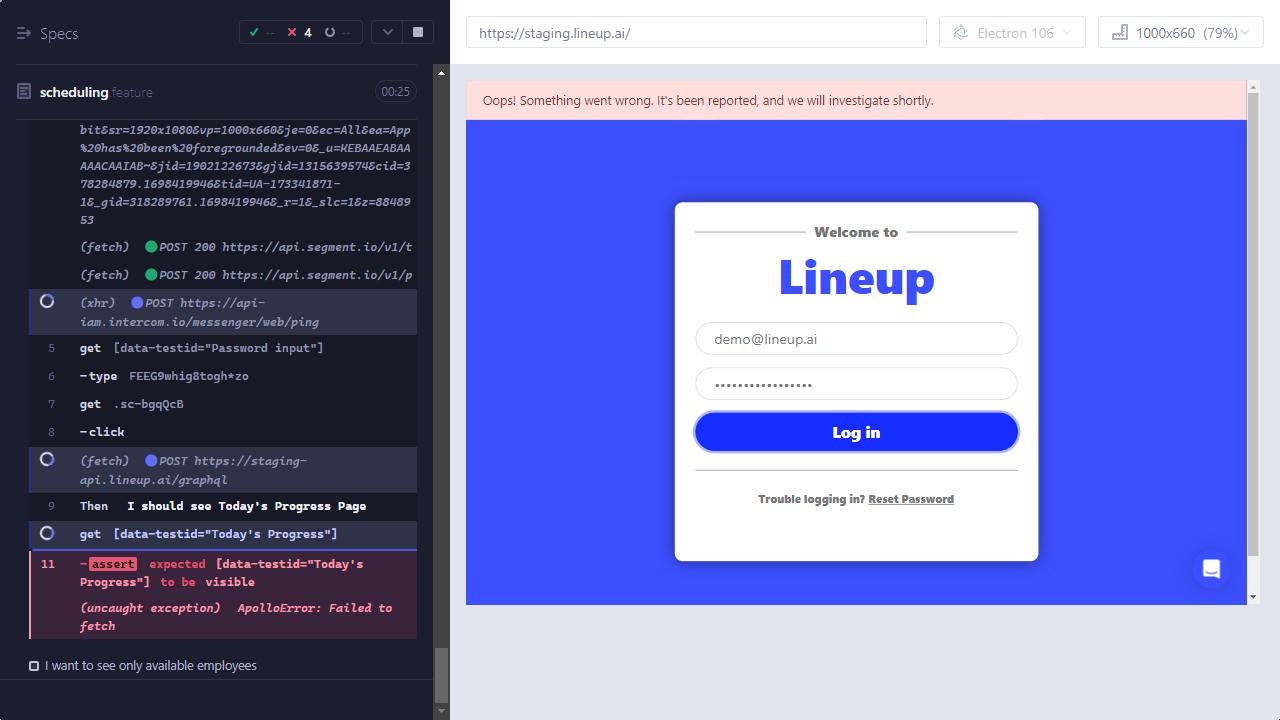 Specs
-- 4 --
scheduling.feature
00:25
bit&sr=1920x1080&vp=1000x660&je=0&ec=All&ea=App
%20has%20been%20foregrounded&ev=0&_u=KEBAAEABAA
AAACAAIAB~&jid=1902122673&gjid=1315639574&cid=3
78284879.1698419946&tid=UA-173341871-
1&_gid=318289761.1698419946&_r=1&_slc=1&z=88489
53
(fetch) POST 200 https://api.segment.io/v1/t
(fetch) POST 200 https://api.segment.io/v1/p
(xhr) POST https://api-
iam.intercom.io/messenger/web/ping
5 get [data-testid="Password input"]
6 -type FEEG9whig8togh*zo
7 get .sc-bgqQcB
8 -click
(fetch) POST https://staging-
api.lineup.ai/graphql
9 Then I should see Today's Progress Page
get [data-testid="Today's Progress"]
11 -assert expected [data-testid="Today's
Progress"] to be visible
(uncaught exception) ApolloError: Failed to
fetch
I want to see only available employees
https://staging.lineup.ai/
Electron 106
1000x660 (79%)
Oops! Something went wrong. It's been reported, and we will investigate shortly.
Welcome to
Lineup
demo@lineup.ai
•••••••••••••••••
Log in
Trouble logging in? Reset Password